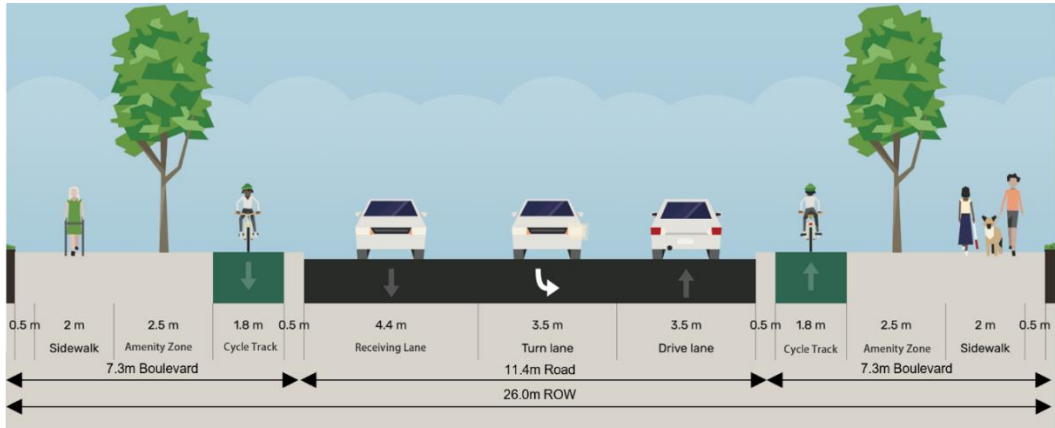 0.5 m 2 m 2.5 m 1.8 m 0.5 m 4.4 m 3.5 m 3.5 m 0.5 m 1.8 m 2.5 m 2 m 0.5 m
Sidewalk Amenity Zone Cycle Track Receiving Lane Turn lane Drive lane Cycle Track Amenity Zone Sidewalk
7.3m Boulevard 11.4m Road 7.3m Boulevard
26.0m ROW